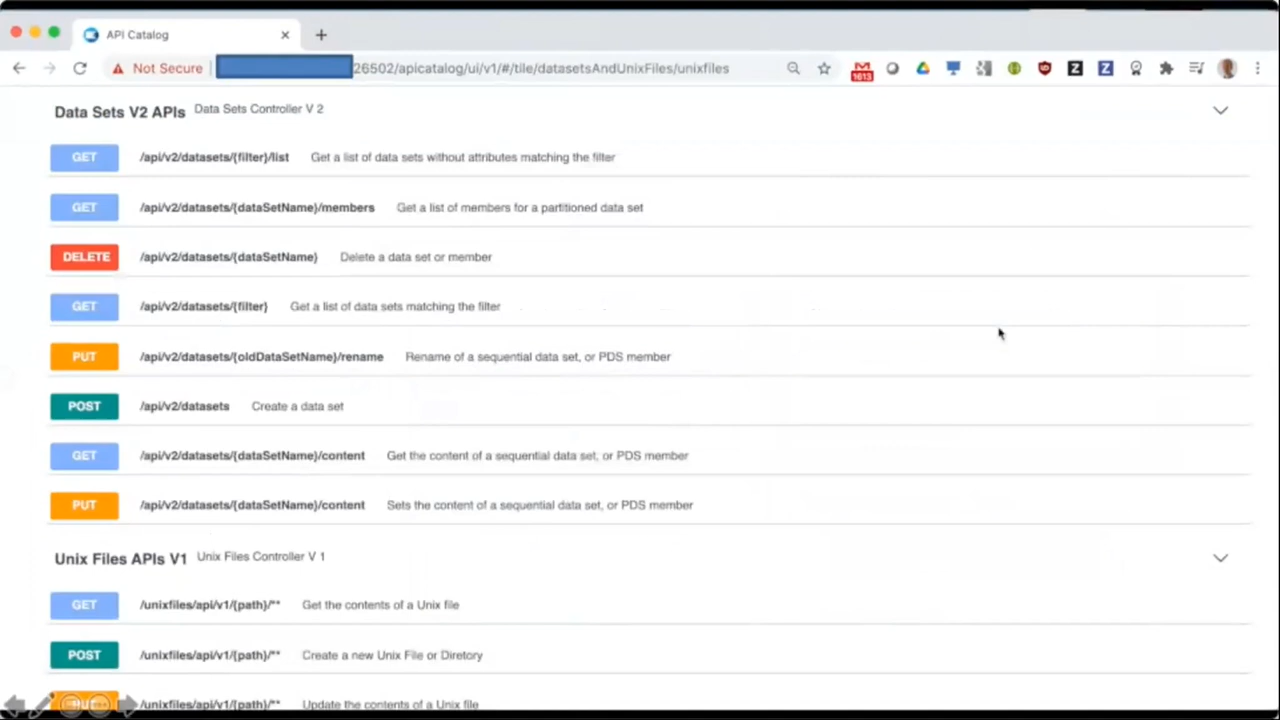 API Catalog
Not Secure 26502/apicatalog/ui/v1/#/tile/datasetsAndUnixFiles/unixfiles
1613
Data Sets V2 APIs Data Sets Controller V 2
GET /api/v2/datasets/{filter}/list Get a list of data sets without attributes matching the filter
GET /api/v2/datasets/{dataSetName}/members Get a list of members for a partitioned data set
DELETE /api/v2/datasets/{dataSetName} Delete a data set or member
GET /api/v2/datasets/{filter} Get a list of data sets matching the filter
PUT /api/v2/datasets/{oldDataSetName}/rename Rename of a sequential data set, or PDS member
POST /api/v2/datasets Create a data set
GET /api/v2/datasets/{dataSetName}/content Get the content of a sequential data set, or PDS member
PUT /api/v2/datasets/{dataSetName}/content Sets the content of a sequential data set, or PDS member
Unix Files APIs V1 Unix Files Controller V 1
GET /unixfiles/api/v1/{path}/** Get the contents of a Unix file
POST /unixfiles/api/v1/{path}/** Create a new Unix File or Diretory
PUT /unixfiles/api/v1/{path}/** Update the contents of a Unix file